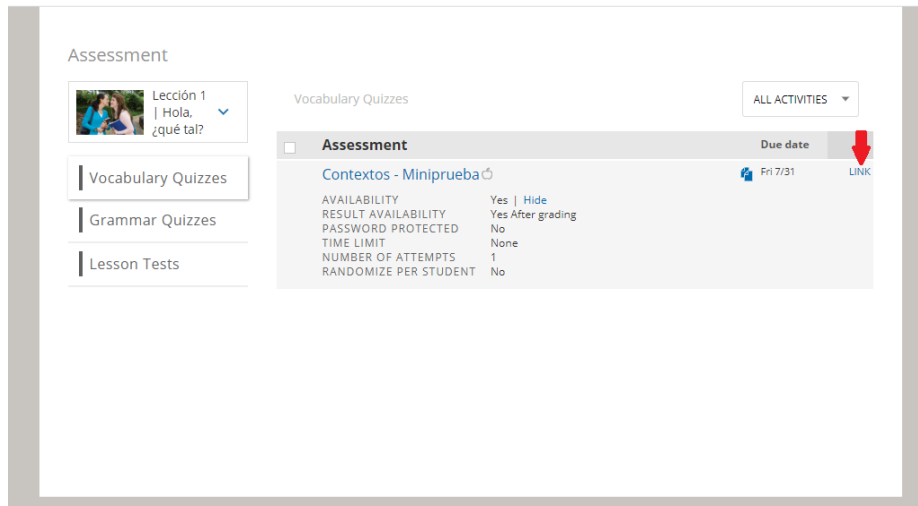 Assessment
Lección 1
| Hola,
¿qué tal?
Vocabulary Quizzes
Grammar Quizzes
Lesson Tests
Vocabulary Quizzes
ALL ACTIVITIES
Assessment Due date
Contextos - Miniprueba Fri 7/31 LINK
AVAILABILITY Yes | Hide
RESULT AVAILABILITY Yes After grading
PASSWORD PROTECTED No
TIME LIMIT None
NUMBER OF ATTEMPTS 1
RANDOMIZE PER STUDENT No